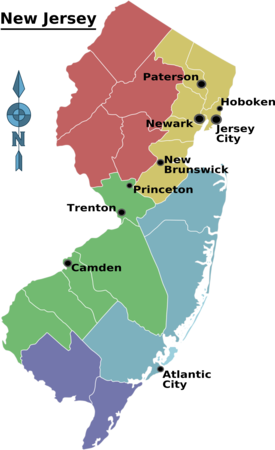 New Jersey
Paterson
Hoboken
Newark
Jersey
City
N
New
Brunswick
Princeton
Trenton
Camden
Atlantic
City